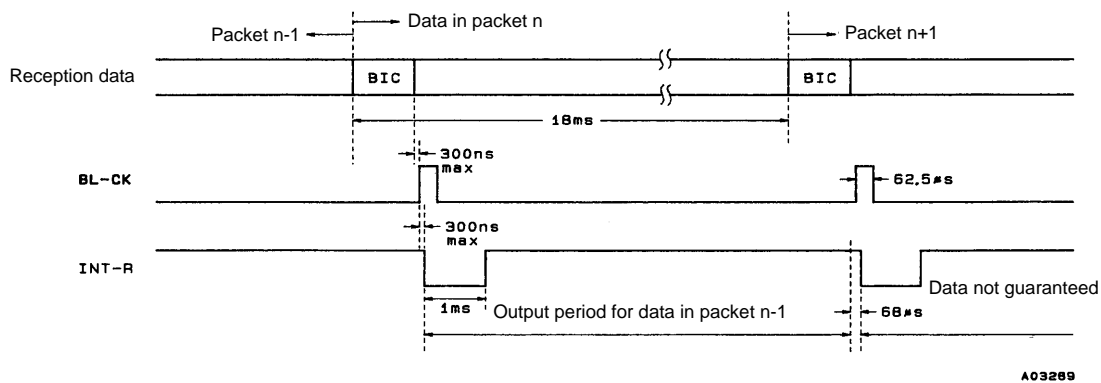 Data in packet n
Packet n-1
Packet n+1
Reception data
BIC
BIC
18ms
300ns
max
BL-CK
62.5µs
300ns
max
INT-R
Data not guaranteed
1ms
Output period for data in packet n-1
68µs
A03289